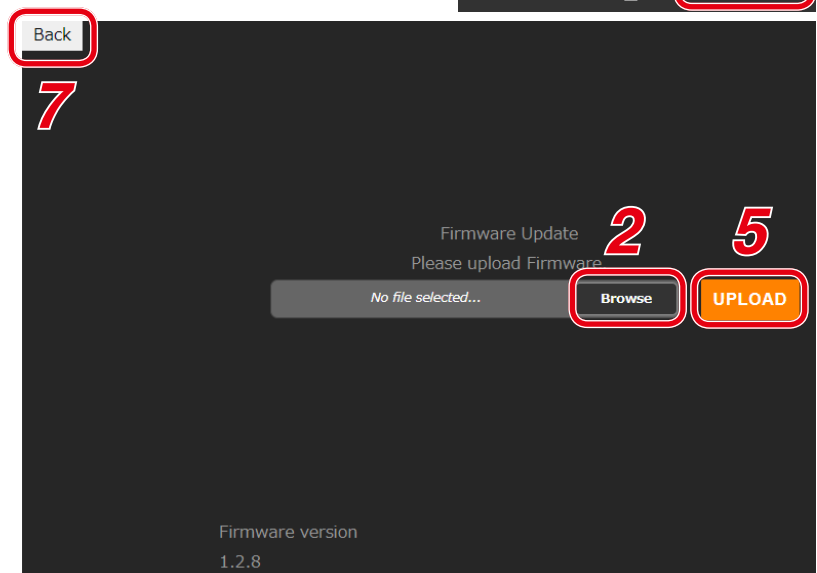 Back
7
Firmware Update
2
5
Please upload Firmware.
No file selected...
Browse
UPLOAD
Firmware version
1.2.8